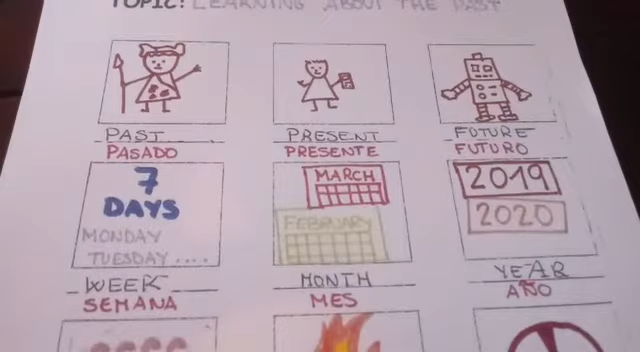 TOPIC: LEARNING ABOUT THE PAST
PAST
PRESENT
FUTURE
PASADO
PRESENTE
FUTURO
7
DAYS
MONDAY
TUESDAY ....
MARCH
FEBRUARY
2019
2020
WEEK
MONTH
YEAR
SEMANA
MES
AÑO